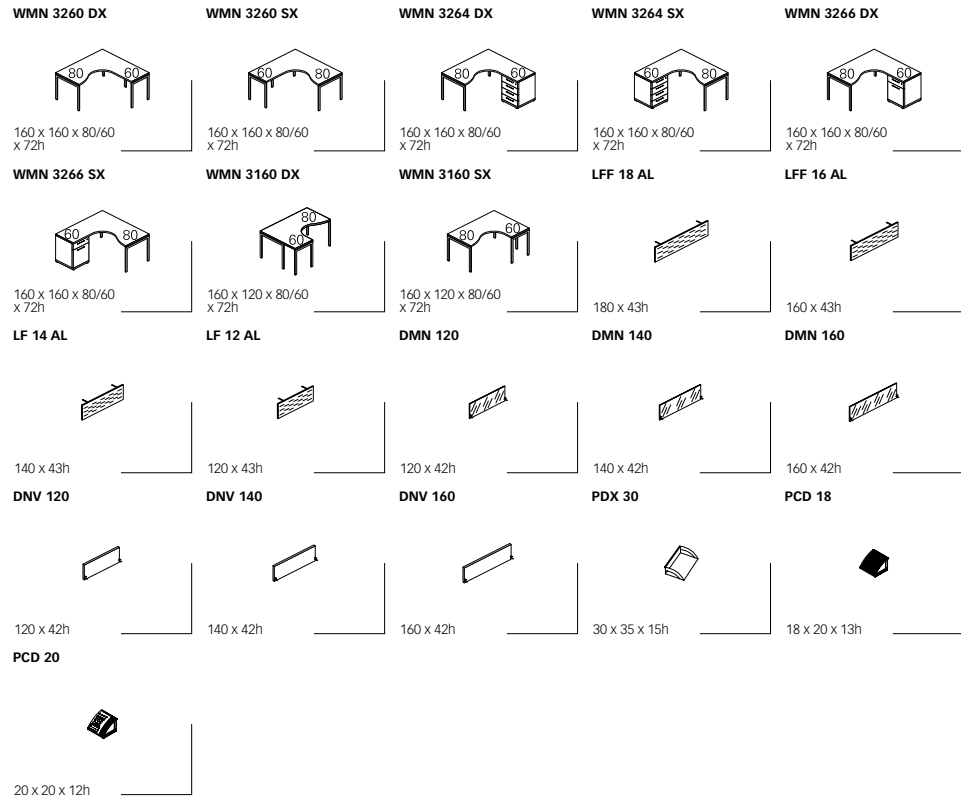 WMN 3260 DX
80 60
160 x 160 x 80/60
x 72h
WMN 3260 SX
60 80
160 x 160 x 80/60
x 72h
WMN 3264 DX
80 60
160 x 160 x 80/60
x 72h
WMN 3264 SX
60 80
160 x 160 x 80/60
x 72h
WMN 3266 DX
80 60
160 x 160 x 80/60
x 72h
WMN 3266 SX
60 80
160 x 160 x 80/60
x 72h
WMN 3160 DX
80
60
160 x 120 x 80/60
x 72h
WMN 3160 SX
80 60
160 x 120 x 80/60
x 72h
LFF 18 AL
180 x 43h
LFF 16 AL
160 x 43h
LF 14 AL
140 x 43h
LF 12 AL
120 x 43h
DMN 120
120 x 42h
DMN 140
140 x 42h
DMN 160
160 x 42h
DNV 120
120 x 42h
DNV 140
140 x 42h
DNV 160
160 x 42h
PDX 30
30 x 35 x 15h
PCD 18
18 x 20 x 13h
PCD 20
20 x 20 x 12h